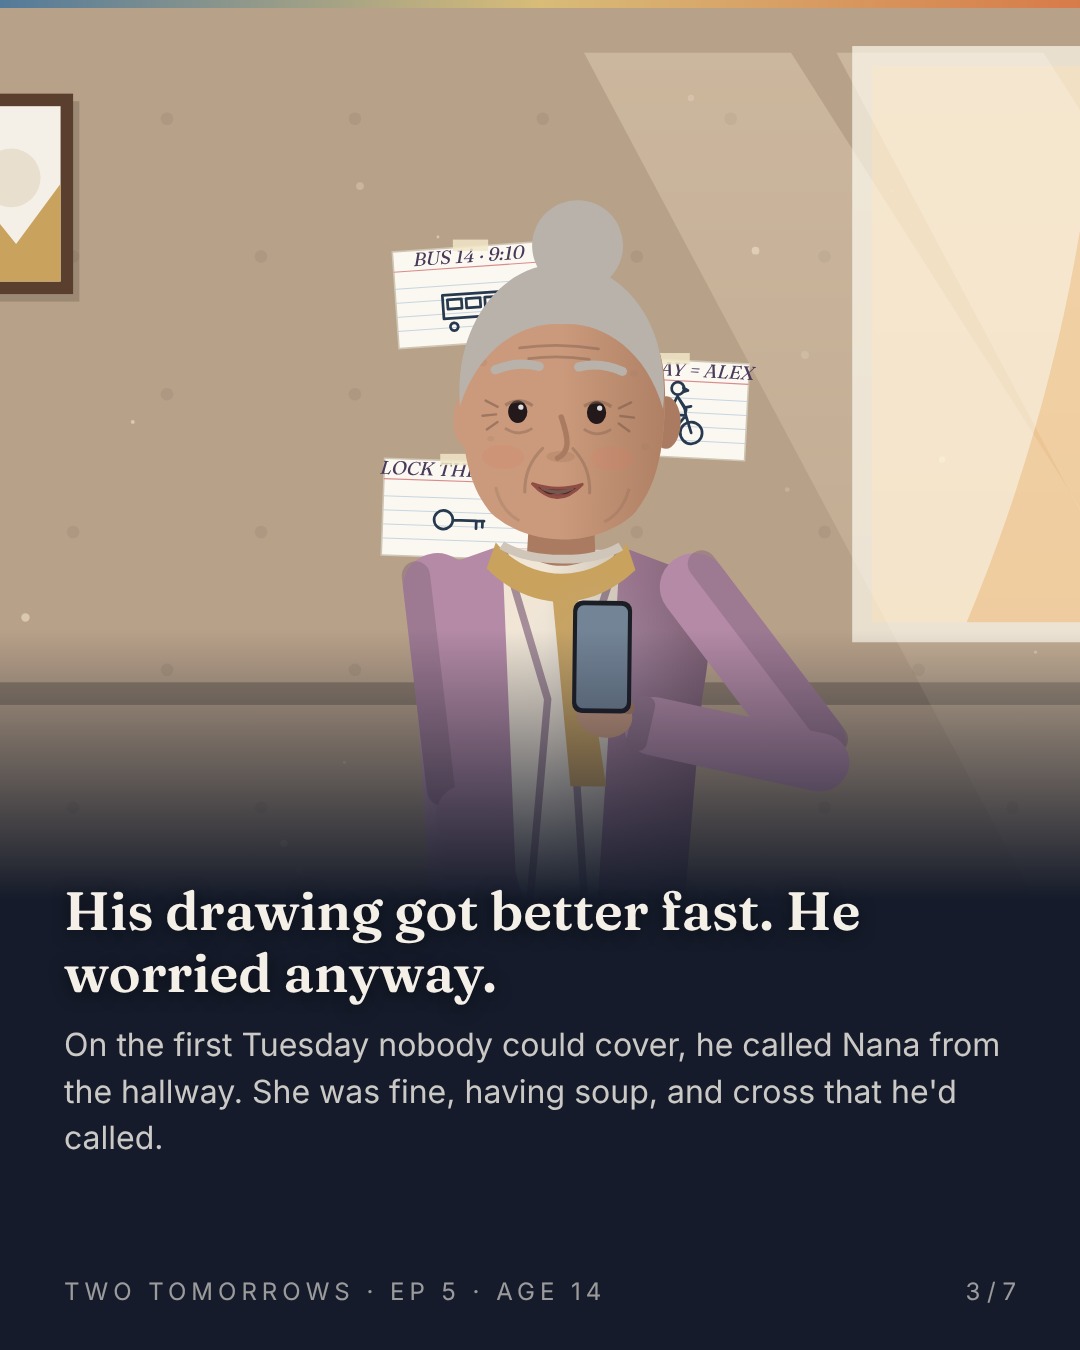 BUS 14 · 9:10
AY = ALEX
LOCK
His drawing got better fast. He
worried anyway.
On the first Tuesday nobody could cover, he called Nana from
the hallway. She was fine, having soup, and cross that he'd
called.
TWO TOMORROWS · EP 5 · AGE 14
3 / 7